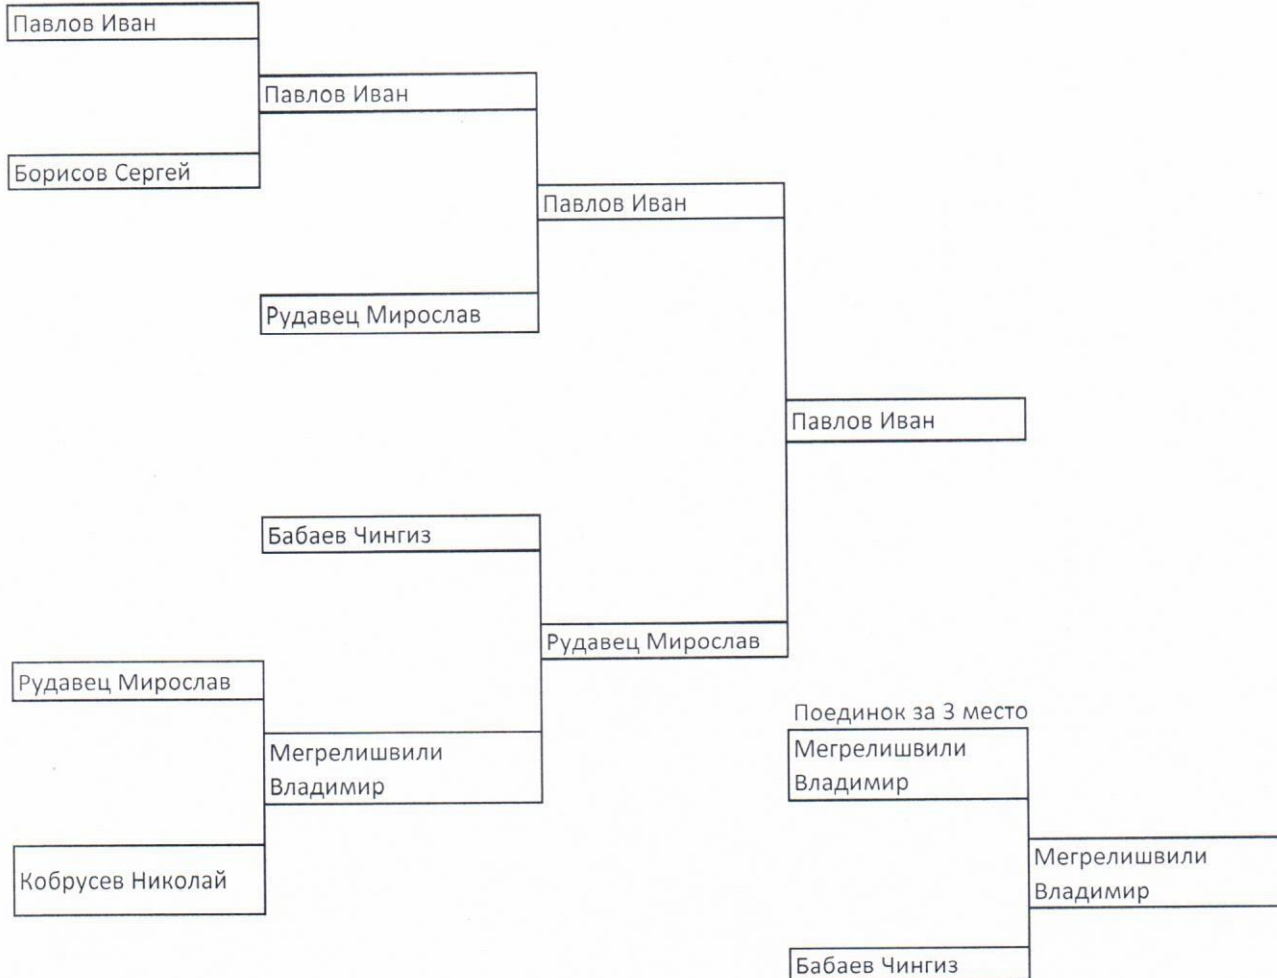 Павлов Иван
Павлов Иван
Борисов Сергей
Павлов Иван
Рудавец Мирослав
Павлов Иван
Бабаев Чингиз
Рудавец Мирослав
Рудавец Мирослав
Поединок за 3 место
Мегрелишвили
Владимир
Мегрелишвили
Владимир
Кобрусев Николай
Мегрелишвили
Владимир
Бабаев Чингиз